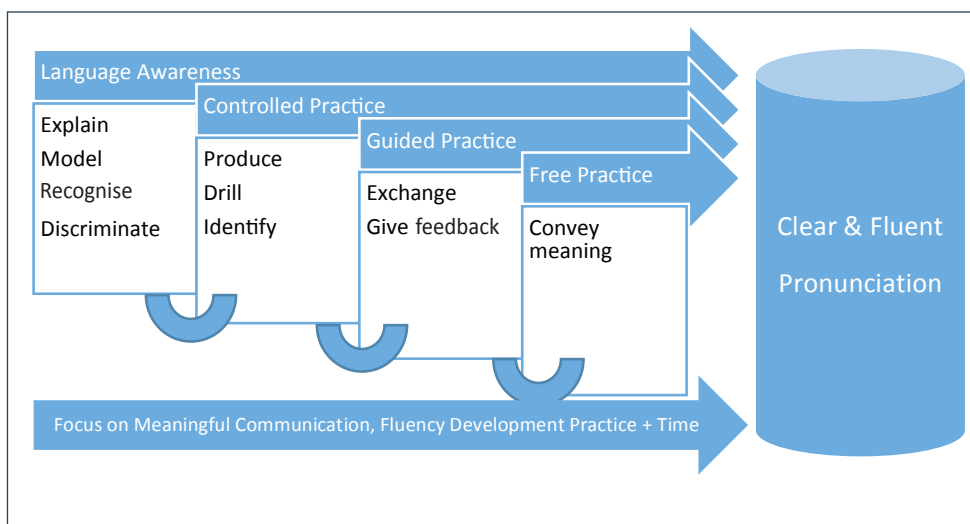 Language Awareness
Explain
Model
Recognise
Discriminate
Controlled Practice
Produce
Drill
Identify
Guided Practice
Exchange
Give feedback
Free Practice
Convey
meaning
Clear & Fluent
Pronunciation
Focus on Meaningful Communication, Fluency Development Practice + Time